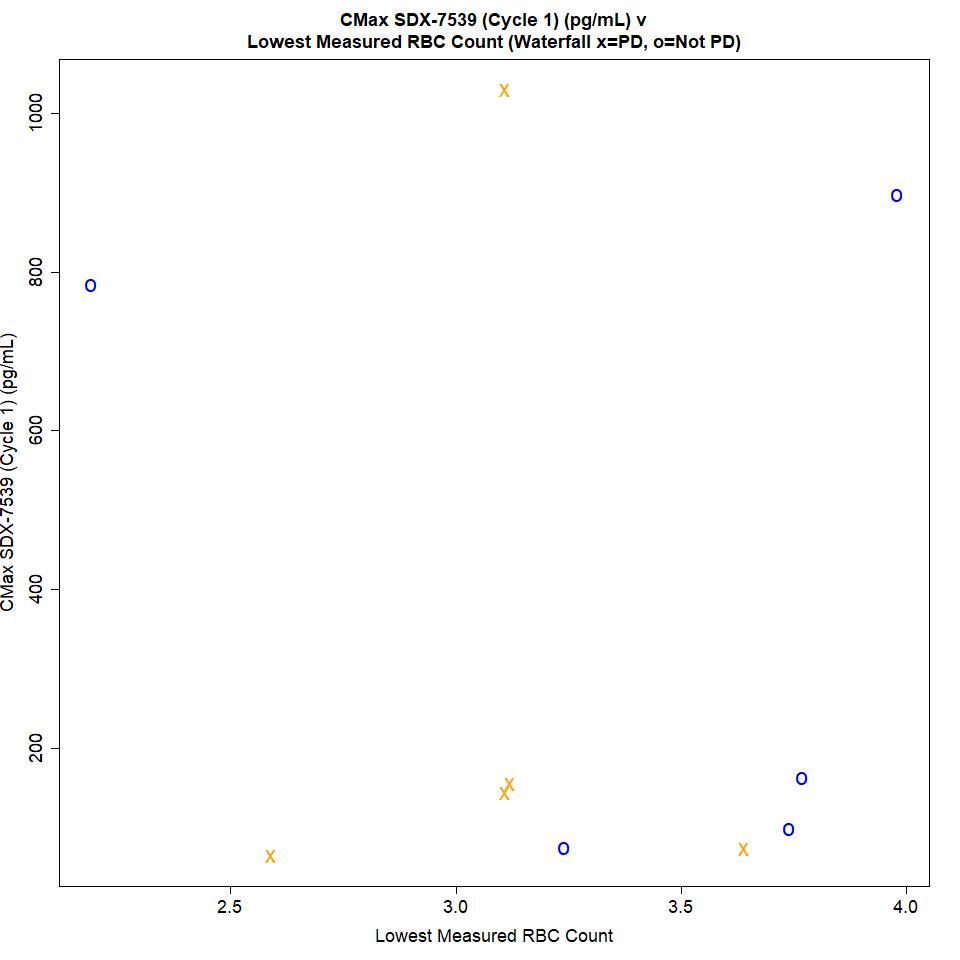 CMax SDX-7539 (Cycle 1) (pg/mL) v
Lowest Measured RBC Count (Waterfall x=PD, o=Not PD)
CMax SDX-7539 (Cycle 1) (pg/mL)
1000
800
600
400
200
X
O
O
X
X
O
O
X
O
X
2.5
3.0
3.5
4.0
Lowest Measured RBC Count